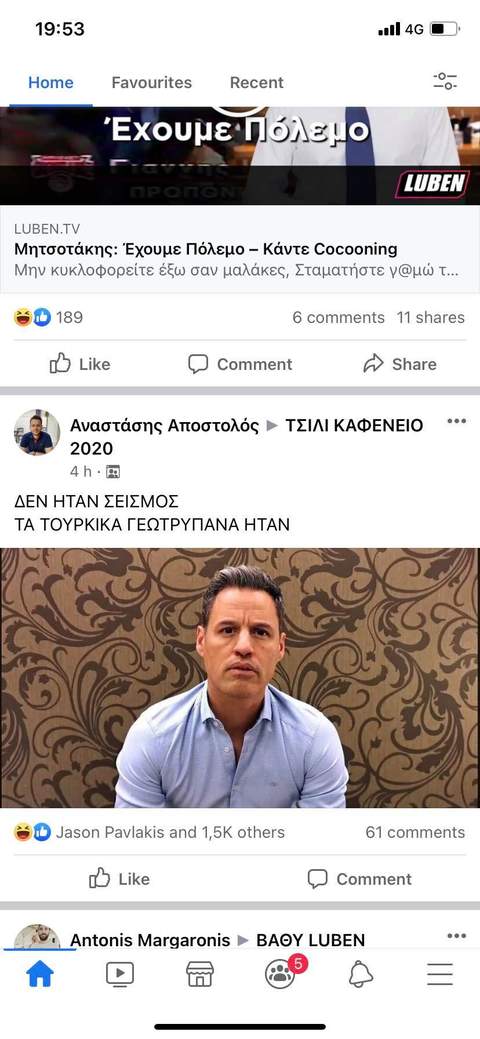 19:53
4G
Home Favourites Recent
Έχουμε Πόλεμο
LUBEN
LUBEN.TV
Μητσοτάκης: Έχουμε Πόλεμο – Κάντε Cocooning
Μην κυκλοφορείτε έξω σαν μαλάκες, Σταματήστε γ@μώ τ...
189 6 comments 11 shares
Like Comment Share
Αναστάσης Αποστολός ▶ ΤΣΙΛΙ ΚΑΦΕΝΕΙΟ
2020
4 h ·
ΔΕΝ ΗΤΑΝ ΣΕΙΣΜΟΣ
ΤΑ ΤΟΥΡΚΙΚΑ ΓΕΩΤΡΥΠΑΝΑ ΗΤΑΝ
Jason Pavlakis and 1,5K others 61 comments
Like Comment
Antonis Margaronis ▶ ΒΑΘΥ LUBEN
5